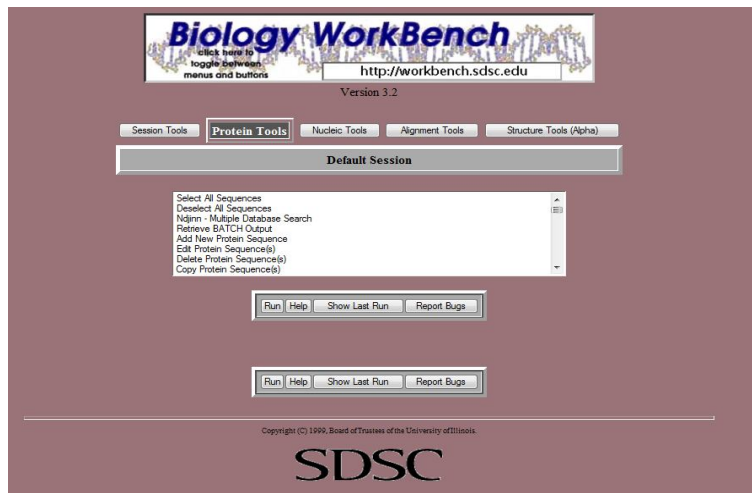 Biology WorkBench
click here to
toggle between
menus and buttons
http://workbench.sdsc.edu
Version 3.2
Session Tools Protein Tools Nucleic Tools Alignment Tools Structure Tools (Alpha)
Default Session
Select All Sequences
Deselect All Sequences
Ndjinn - Multiple Database Search
Retrieve BATCH Output
Add New Protein Sequence
Edit Protein Sequence(s)
Delete Protein Sequence(s)
Copy Protein Sequence(s)
Run Help Show Last Run Report Bugs
Run Help Show Last Run Report Bugs
Copyright (C) 1999, Board of Trustees of the University of Illinois.
SDSC